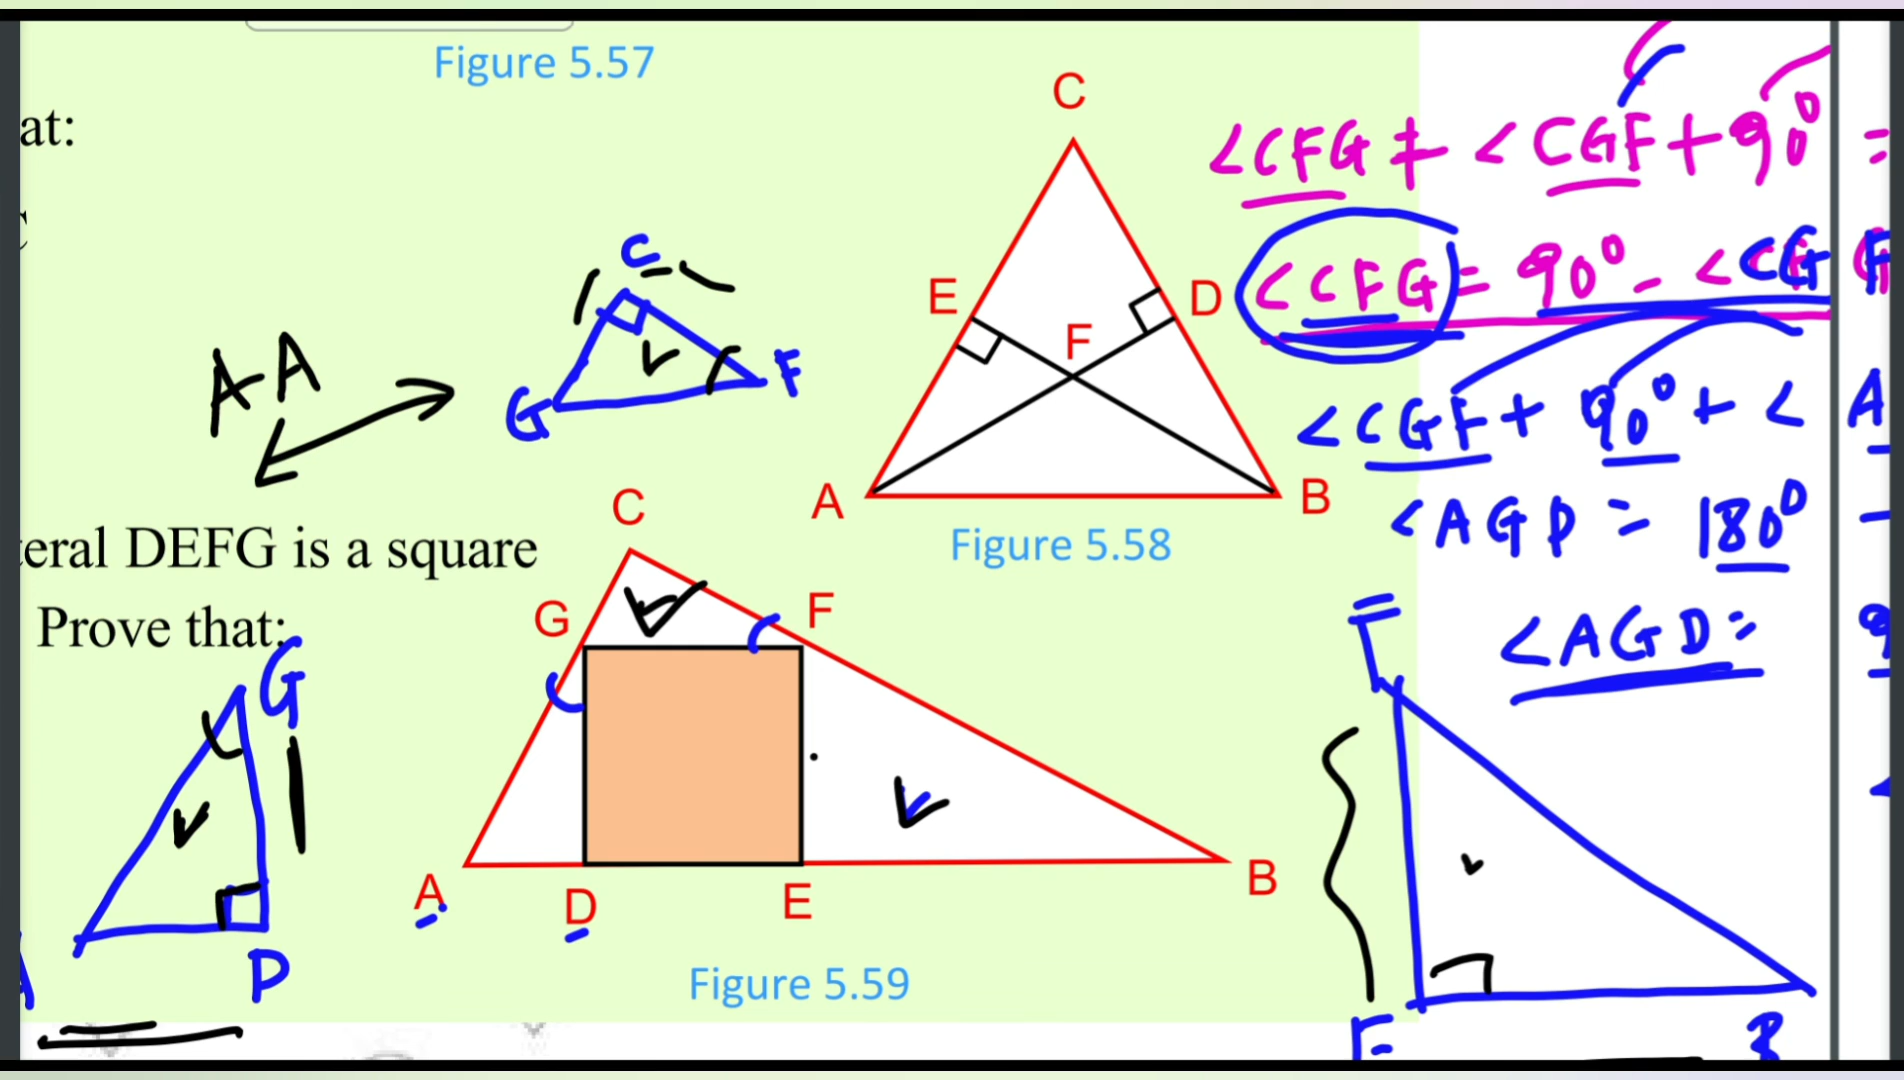 Figure 5.57
at:
C
E
D
F
A
B
Figure 5.58
∠CFG + ∠CGF + 90° =
∠CFG = 90° - ∠CGF
∠CGF + 90° + ∠A
∠AGD = 180° -
∠AGD = 9
AA
C
G
F
eral DEFG is a square
Prove that:
C
G
F
A
D
E
B
Figure 5.59
G
D
F
E
B